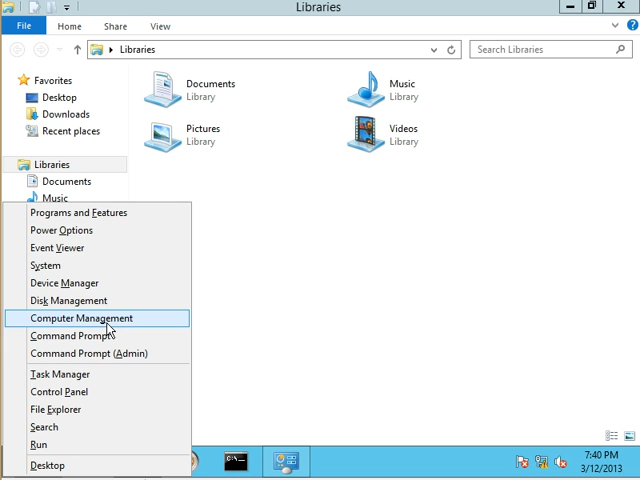 Libraries
File
Home
Share
View
Libraries
Search Libraries
Favorites
Desktop
Downloads
Recent places
Libraries
Documents
Music
Documents
Library
Music
Library
Pictures
Library
Videos
Library
Programs and Features
Power Options
Event Viewer
System
Device Manager
Disk Management
Computer Management
Command Prompt
Command Prompt (Admin)
Task Manager
Control Panel
File Explorer
Search
Run
Desktop
7:40 PM
3/12/2013